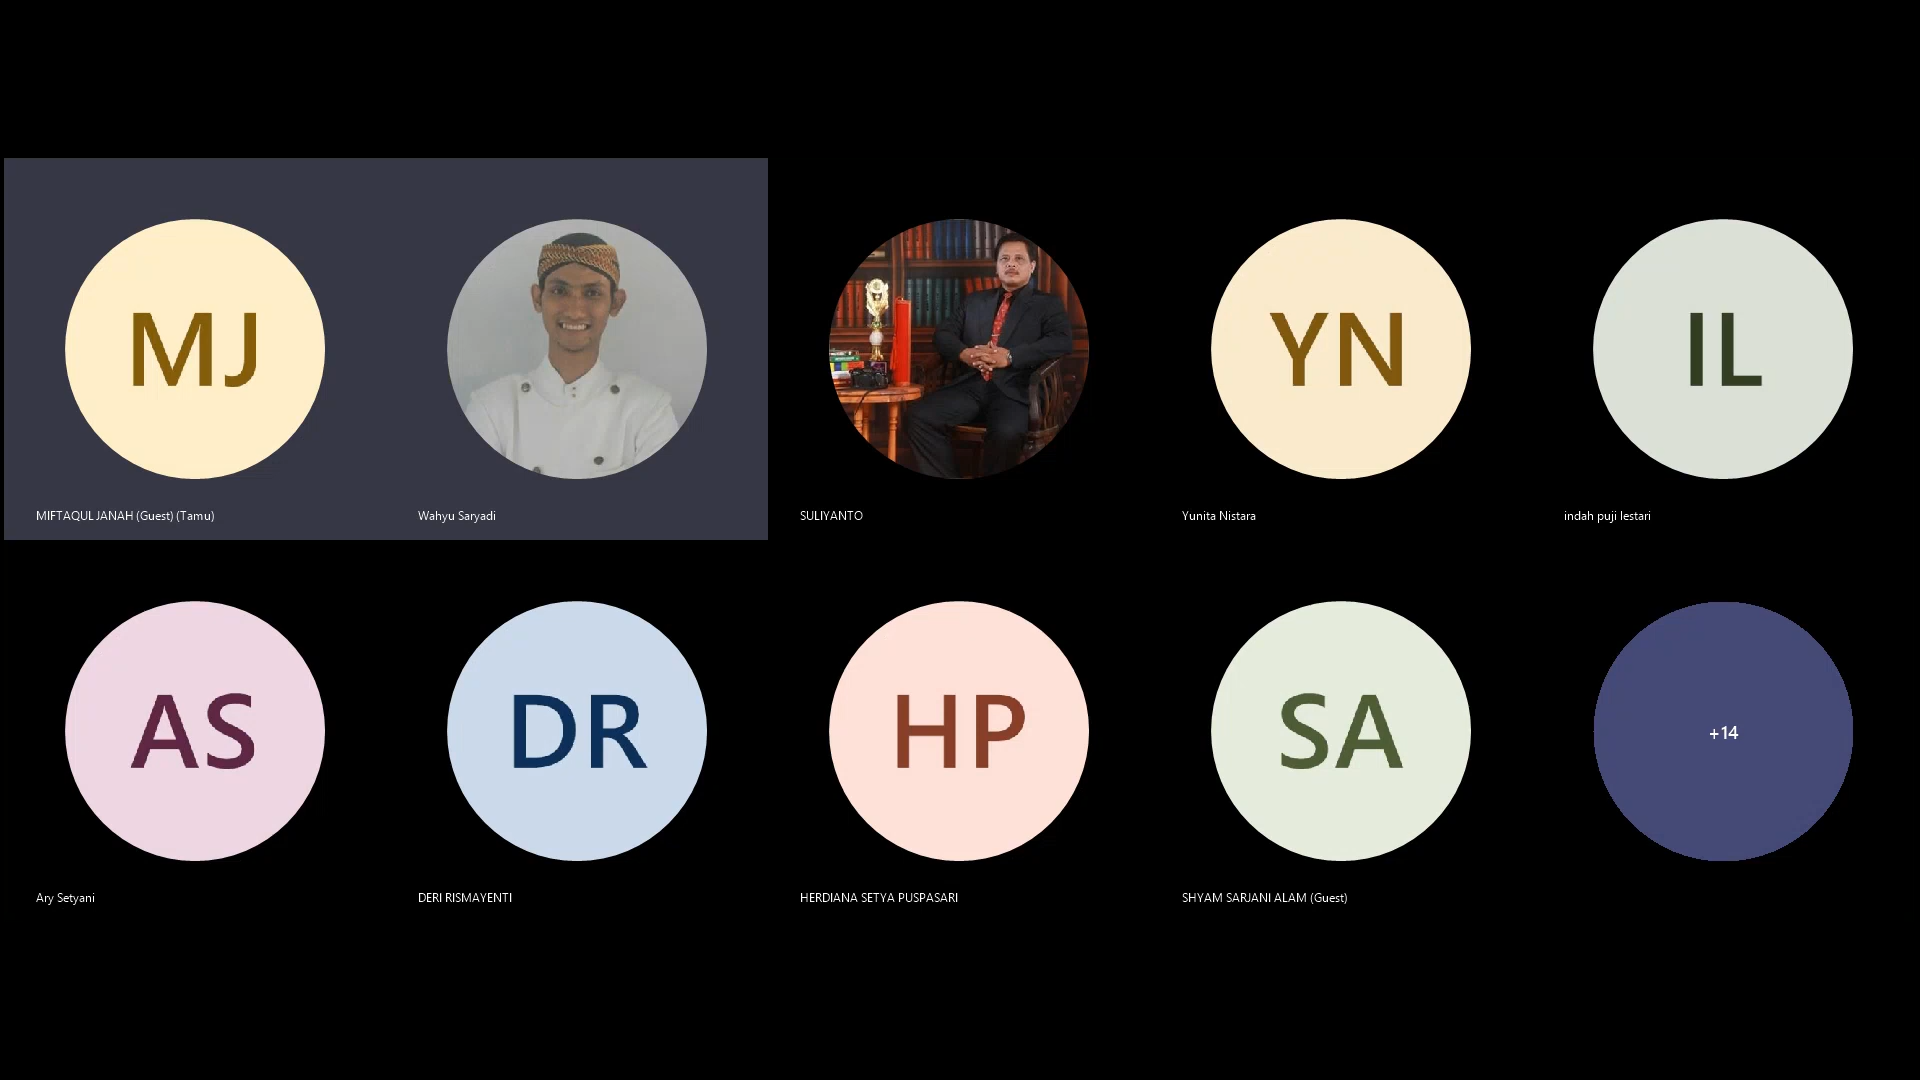 MJ
YN
IL
MIFTAQUL JANAH (Guest) (Tamu)
Wahyu Saryadi
SULIYANTO
Yunita Nistara
indah puji lestari
AS
DR
HP
SA
+14
Ary Setyani
DERI RISMAYENTI
HERDIANA SETYA PUSPASARI
SHYAM SARJANI ALAM (Guest)